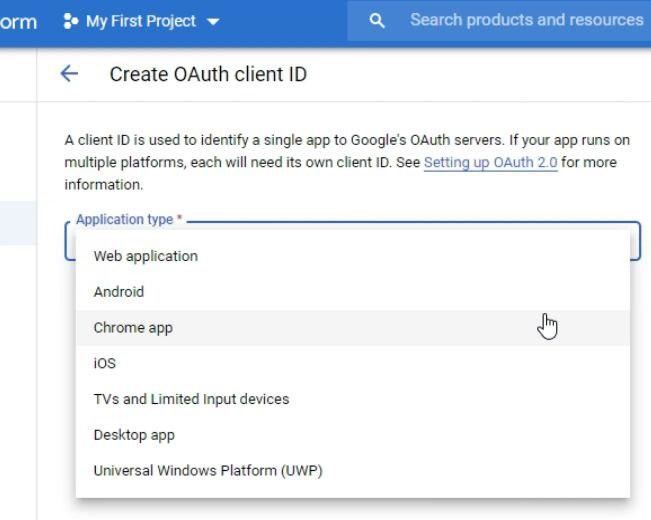 orm My First Project Search products and resources
Create OAuth client ID
A client ID is used to identify a single app to Google's OAuth servers. If your app runs on
multiple platforms, each will need its own client ID. See Setting up OAuth 2.0 for more
information.
Application type *
Web application
Android
Chrome app
iOS
TVs and Limited Input devices
Desktop app
Universal Windows Platform (UWP)